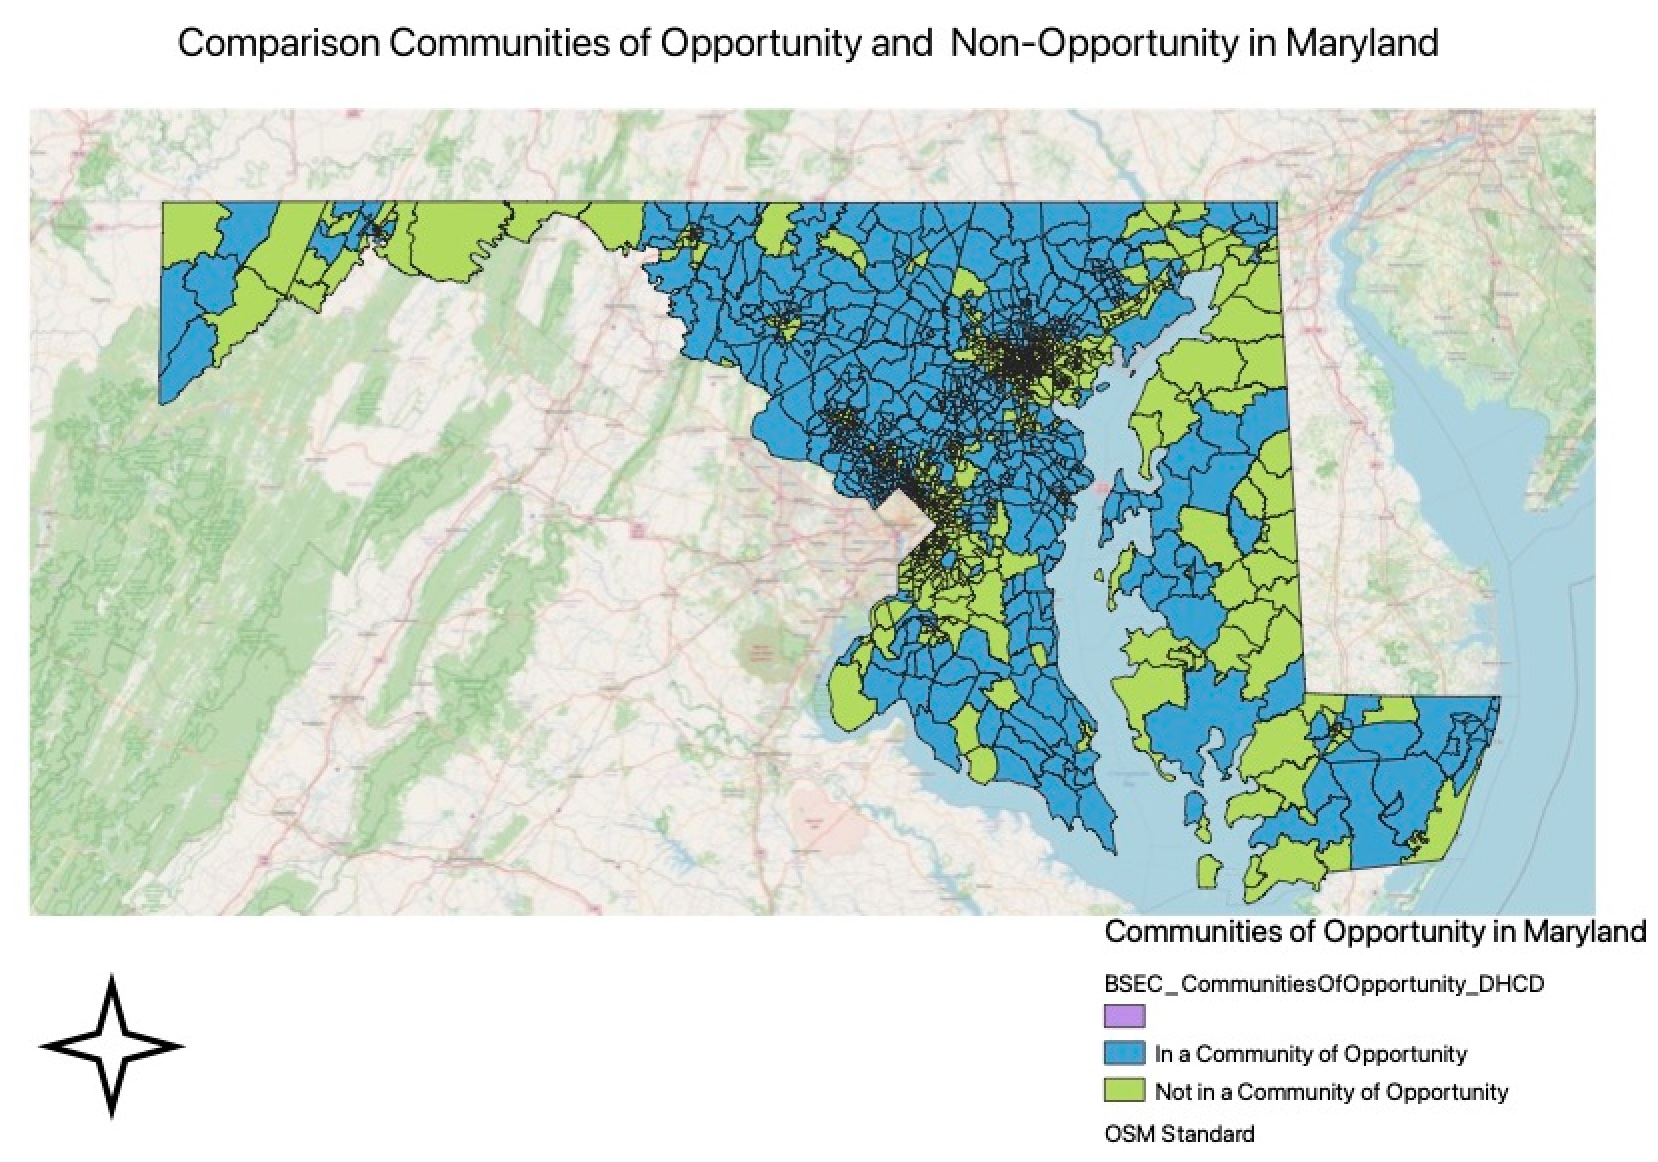 Comparison Communities of Opportunity and Non-Opportunity in Maryland
Communities of Opportunity in Maryland
BSEC_CommunitiesOfOpportunity_DHCD
In a Community of Opportunity
Not in a Community of Opportunity
OSM Standard